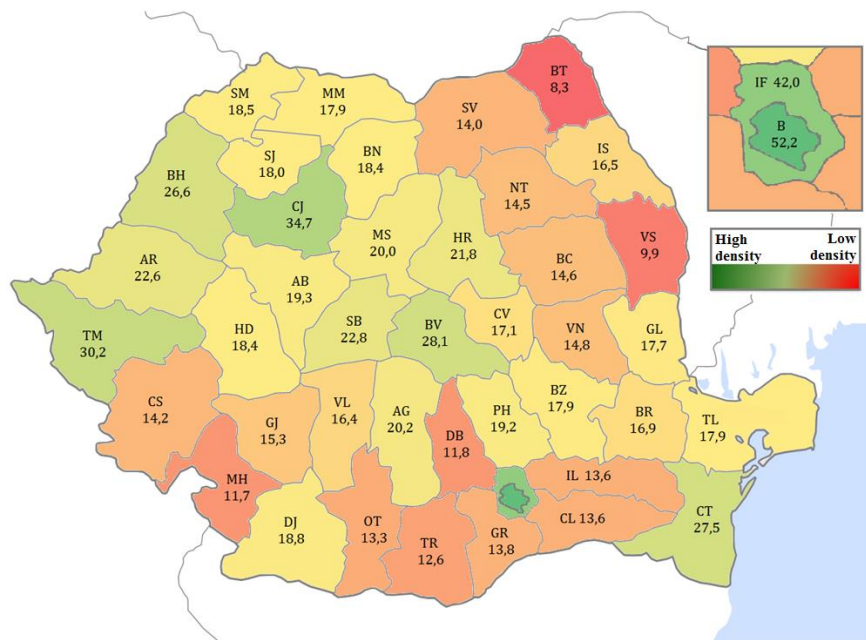 BT
8,3
SM
18,5
MM
17,9
SV
14,0
IF 42,0
B
52,2
BH
26,6
SJ
18,0
BN
18,4
IS
16,5
CJ
34,7
NT
14,5
MS
20,0
HR
21,8
VS
9,9
High
density
Low
density
AR
22,6
AB
19,3
BC
14,6
TM
30,2
HD
18,4
SB
22,8
BV
28,1
CV
17,1
VN
14,8
GL
17,7
CS
14,2
GJ
15,3
VL
16,4
AG
20,2
DB
11,8
PH
19,2
BZ
17,9
BR
16,9
TL
17,9
MH
11,7
IL 13,6
CL 13,6
CT
27,5
DJ
18,8
OT
13,3
TR
12,6
GR
13,8